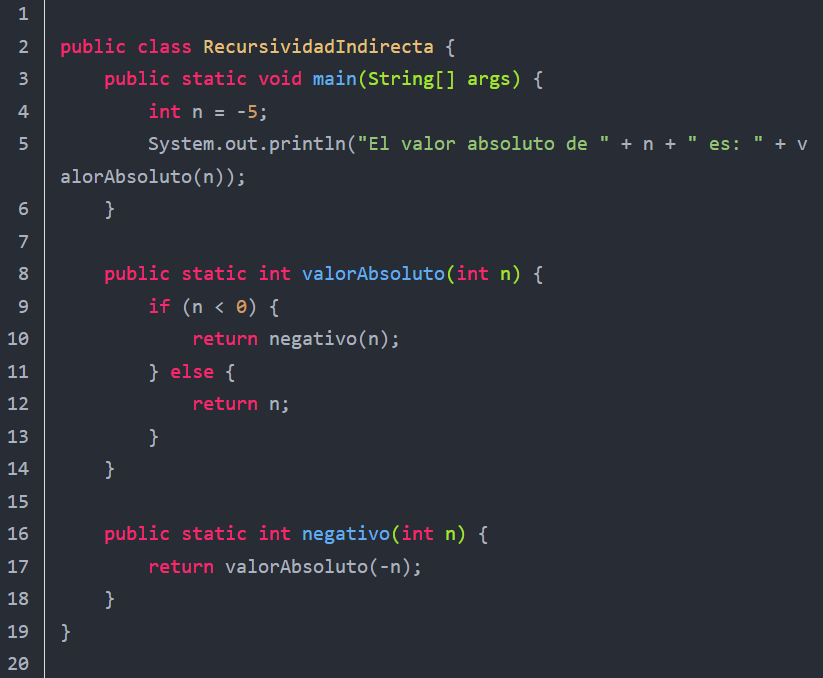 1
2 public class RecursividadIndirecta {
3     public static void main(String[] args) {
4         int n = -5;
5         System.out.println("El valor absoluto de " + n + " es: " + v
alorAbsoluto(n));
6     }
7
8     public static int valorAbsoluto(int n) {
9         if (n < 0) {
10             return negativo(n);
11         } else {
12             return n;
13         }
14     }
15
16     public static int negativo(int n) {
17         return valorAbsoluto(-n);
18     }
19 }
20